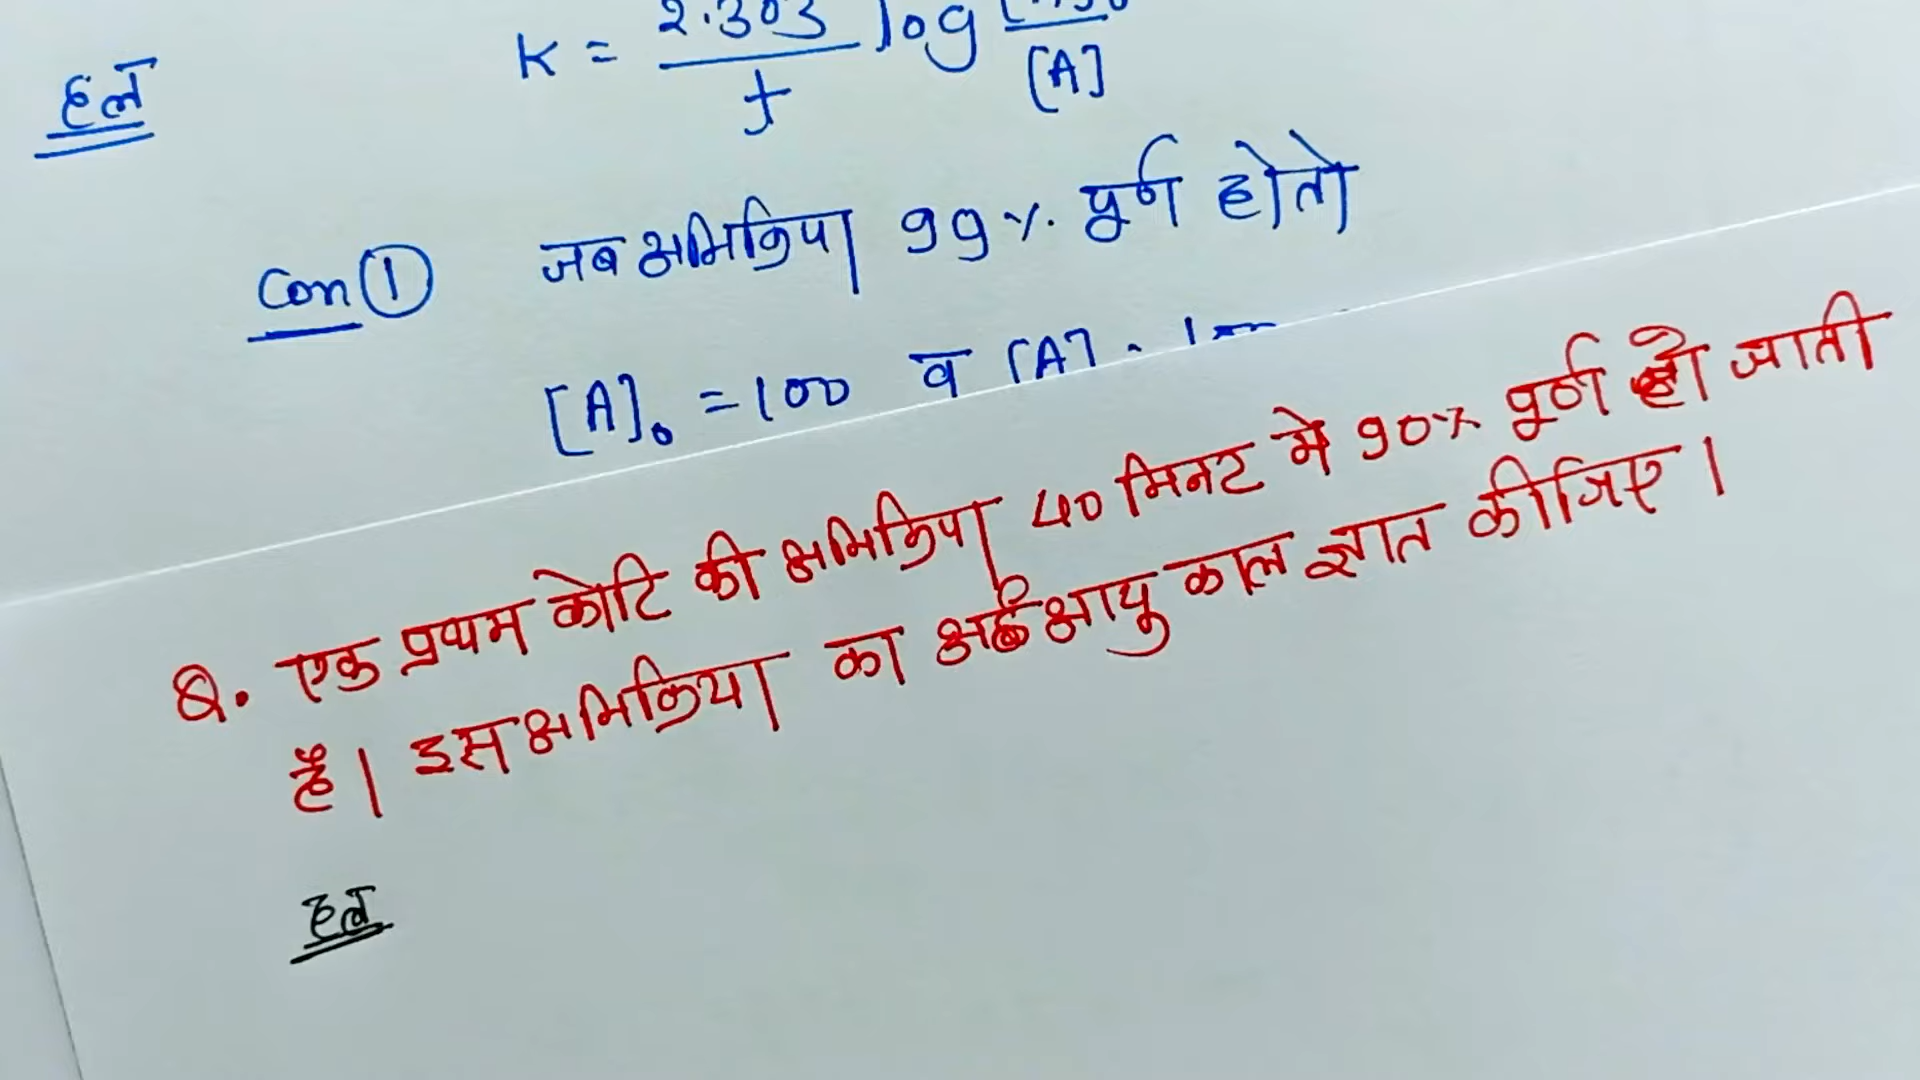 हल K = 2.303 / t log / [A]
Con ① जब अभिक्रिया 99% पूर्ण हो तो
[A]₀ = 100 व [A]
Q. एक प्रथम कोटि की अभिक्रिया 40 मिनट मे 90% पूर्ण हो जाती
है। इस अभिक्रिया का अर्द्धआयु काल ज्ञात कीजिए।
हल